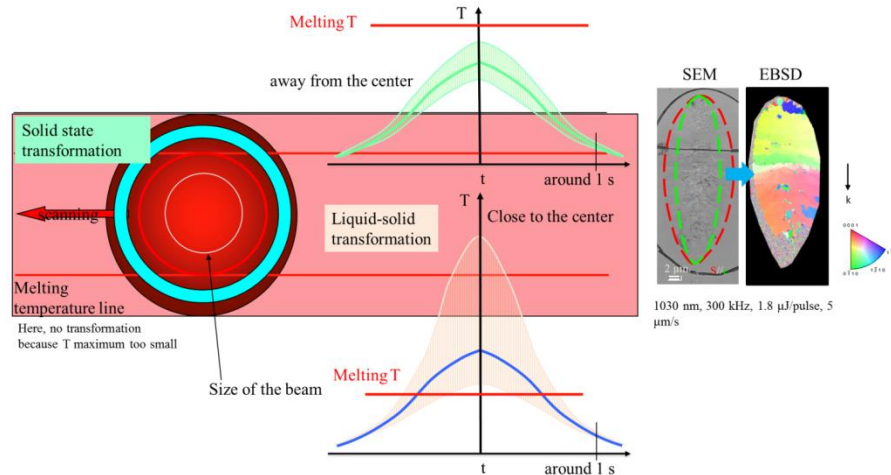 T
Melting T
away from the center
t
around 1 s
Solid state
transformation
scanning
Melting
temperature line
Here, no transformation
because T maximum too small
Size of the beam
T
Close to the center
Liquid-solid
transformation
Melting T
t
around 1 s
SEM
EBSD
2 μm
k
0001
0110
1030 nm, 300 kHz, 1.8 μJ/pulse, 5
μm/s